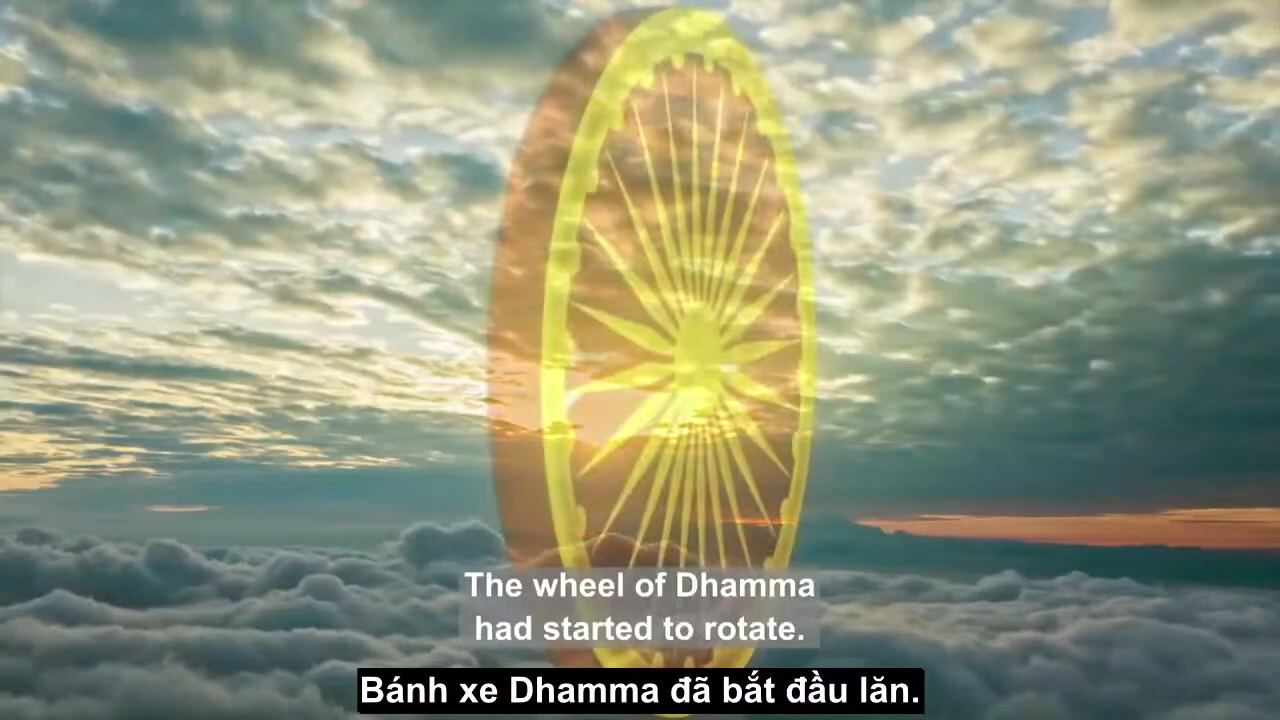 The wheel of Dhamma
had started to rotate.
Bánh xe Dhamma đã bắt đầu lăn.